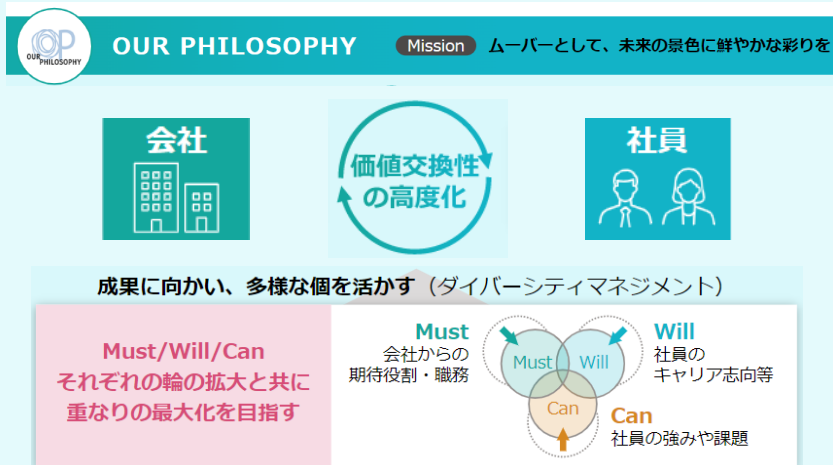 OP
OUR PHILOSOPHY
OUR PHILOSOPHY
Mission
ムーバーとして、未来の景色に鮮やかな彩りを
会社
価値交換性
の高度化
社員
成果に向かい、多様な個を活かす(ダイバーシティマネジメント)
Must/Will/Can
それぞれの輪の拡大と共に
重なりの最大化を目指す
Must
会社からの
期待役割・職務
Must
Will
Can
Will
社員の
キャリア志向等
Can
社員の強みや課題